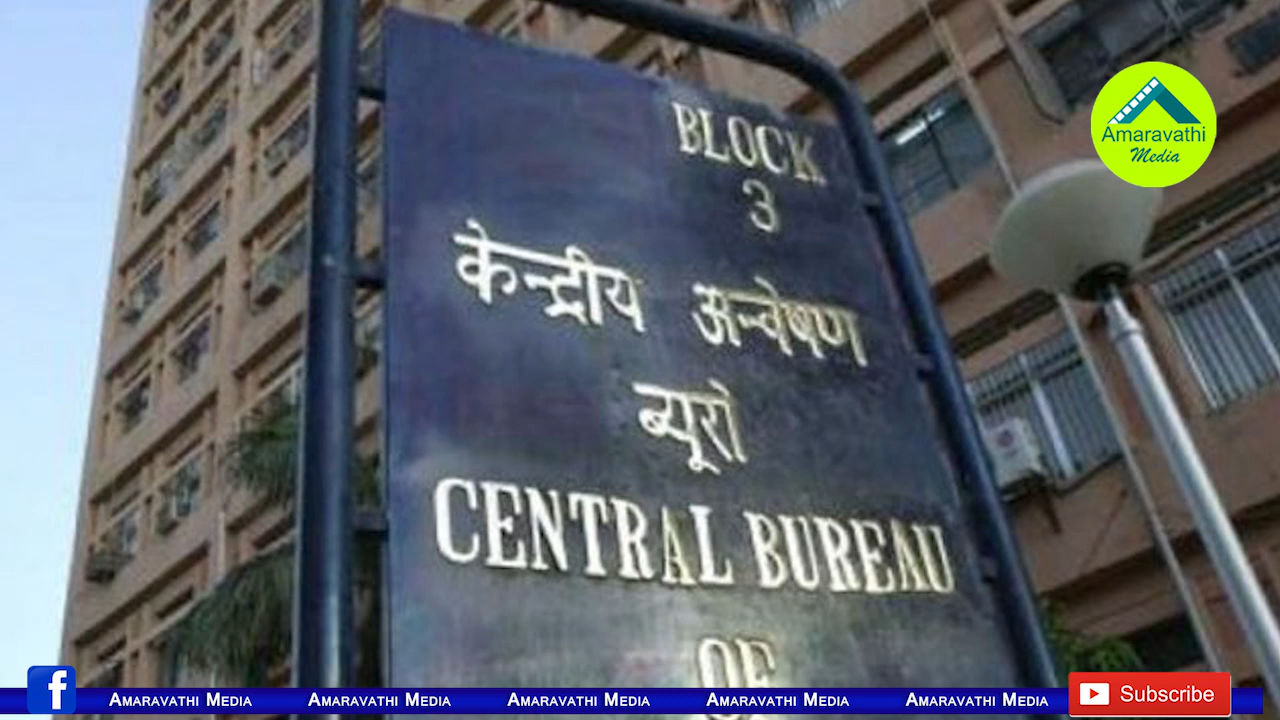 BLOCK
3
केन्द्रीय अन्वेषण
ब्यूरो
CENTRAL BUREAU
OF
Amaravathi
Media
f
Amaravathi Media Amaravathi Media Amaravathi Media Amaravathi Media Amaravathi Media
Subscribe